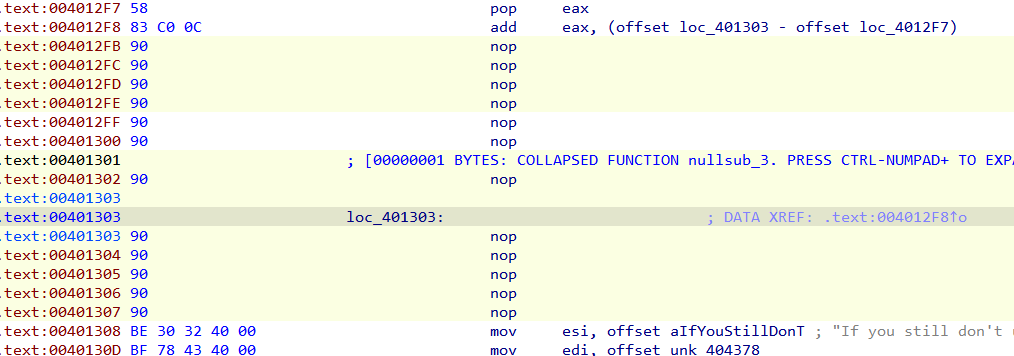 .text:004012F7 58 pop eax
.text:004012F8 83 C0 0C add eax, (offset loc_401303 - offset loc_4012F7)
.text:004012FB 90 nop
.text:004012FC 90 nop
.text:004012FD 90 nop
.text:004012FE 90 nop
.text:004012FF 90 nop
.text:00401300 90 nop
.text:00401301 ; [00000001 BYTES: COLLAPSED FUNCTION nullsub_3. PRESS CTRL-NUMPAD+ TO EXPA
.text:00401302 90 nop
.text:00401303
.text:00401303 loc_401303: ; DATA XREF: .text:004012F8↑o
.text:00401303 90 nop
.text:00401304 90 nop
.text:00401305 90 nop
.text:00401306 90 nop
.text:00401307 90 nop
.text:00401308 BE 30 32 40 00 mov esi, offset aIfYouStillDonT ; "If you still don't
.text:0040130D BF 78 43 40 00 mov edi, offset unk_404378